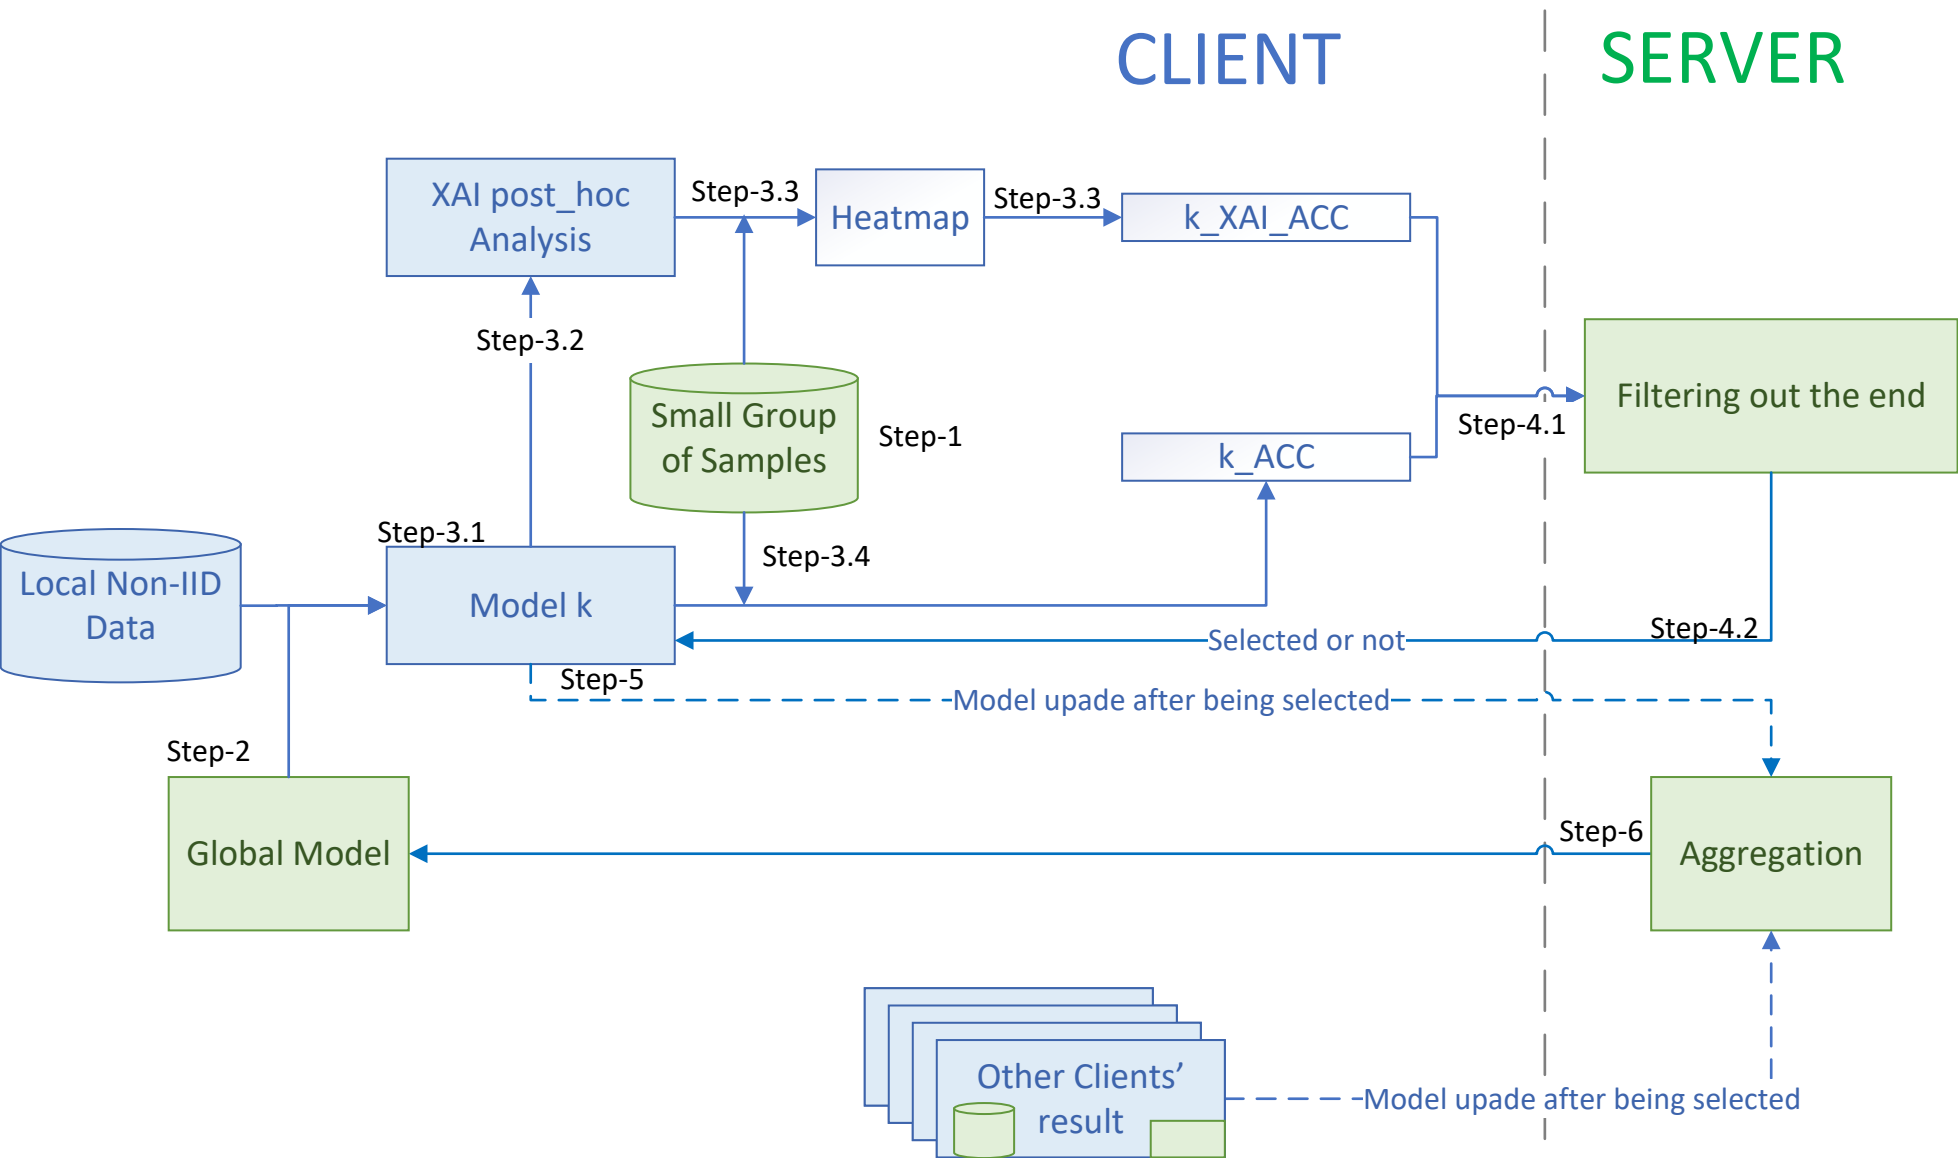 CLIENT
SERVER
XAI post_hoc
Analysis
Step-3.3
Heatmap
Step-3.3
k_XAI_ACC
Step-3.2
Small Group
of Samples
Step-1
k_ACC
Step-4.1
Filtering out the end
Step-3.1
Step-3.4
Local Non-IID
Data
Model k
Selected or not
Step-4.2
Step-5
Model upade after being selected
Step-2
Global Model
Step-6
Aggregation
Other Clients’
result
Model upade after being selected